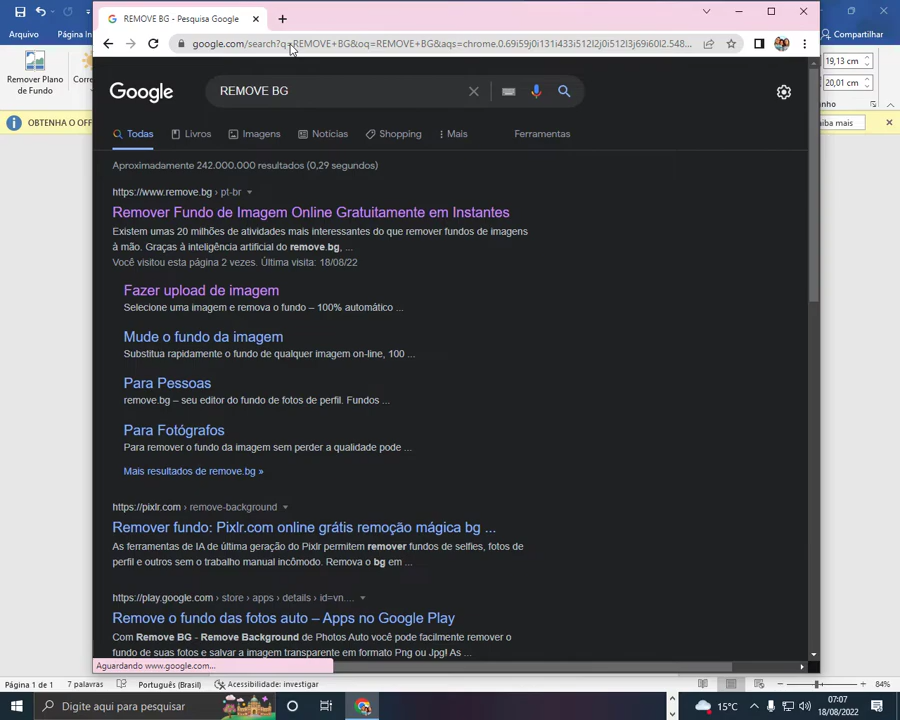 REMOVE BG - Pesquisa Google
Arquivo
Página In
Compartilhar
google.com/search?q=REMOVE+BG&oq=REMOVE+BG&aqs=chrome.0.69i59j0i131i433i512l2j0i512l3j69i60l2.548...
Remover Plano
de Fundo
19,13 cm
20,01 cm
OBTENHA O OFF
aiba mais
Google
REMOVE BG
Todas
Livros
Imagens
Notícias
Shopping
Mais
Ferramentas
Aproximadamente 242.000.000 resultados (0,29 segundos)
https://www.remove.bg › pt-br
Remover Fundo de Imagem Online Gratuitamente em Instantes
Existem umas 20 milhões de atividades mais interessantes do que remover fundos de imagens
à mão. Graças à inteligência artificial do remove.bg, ...
Você visitou esta página 2 vezes. Última visita: 18/08/22
Fazer upload de imagem
Selecione uma imagem e remova o fundo – 100% automático ...
Mude o fundo da imagem
Substitua rapidamente o fundo de qualquer imagem on-line, 100 ...
Para Pessoas
remove.bg – seu editor do fundo de fotos de perfil. Fundos ...
Para Fotógrafos
Para remover o fundo da imagem sem perder a qualidade pode ...
Mais resultados de remove.bg »
https://pixlr.com › remove-background
Remover fundo: Pixlr.com online grátis remoção mágica bg ...
As ferramentas de IA de última geração do Pixlr permitem remover fundos de selfies, fotos de
perfil e outros sem o trabalho manual incômodo. Remova o bg em ...
https://play.google.com › store › apps › details › id=vn....
Remove o fundo das fotos auto – Apps no Google Play
Com Remove BG - Remove Background de Photos Auto você pode facilmente remover o
fundo de suas fotos e salvar a imagem transparente em formato Png ou Jpg! As ...
Aguardando www.google.com...
Página 1 de 1
7 palavras
Português (Brasil)
Acessibilidade: investigar
84%
Digite aqui para pesquisar
15°C
07:07
18/08/2022